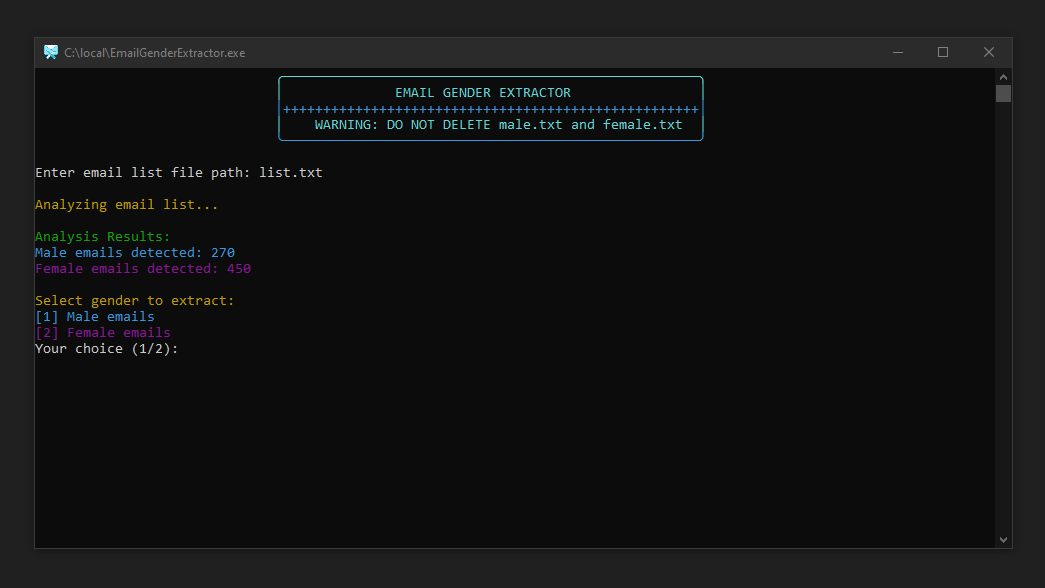 C:\local\EmailGenderExtractor.exe
EMAIL GENDER EXTRACTOR
++++++++++++++++++++++++++++++++++++++++++++++++++++
WARNING: DO NOT DELETE male.txt and female.txt
Enter email list file path: list.txt
Analyzing email list...
Analysis Results:
Male emails detected: 270
Female emails detected: 450
Select gender to extract:
[1] Male emails
[2] Female emails
Your choice (1/2):